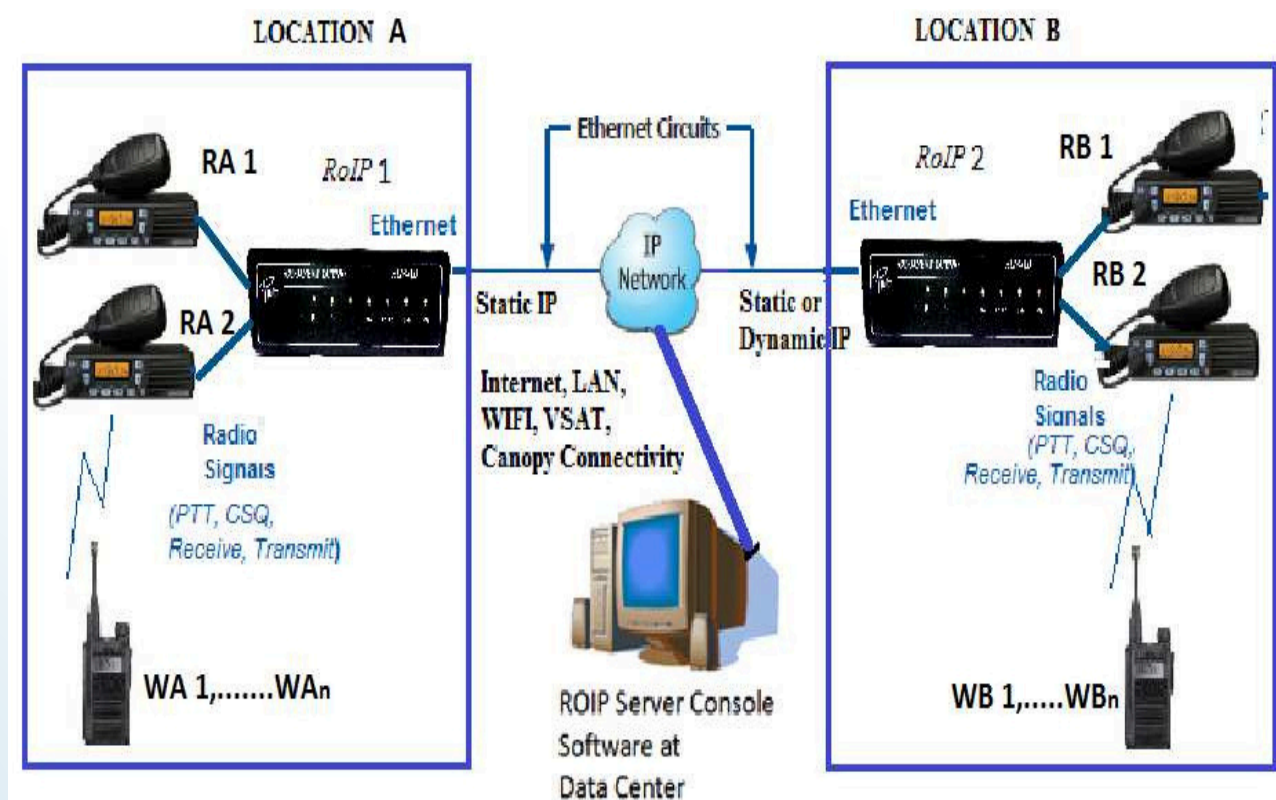 LOCATION A
LOCATION B
RA 1
RoIP 1
Ethernet
RA 2
Radio
Signals
(PTT, CSQ,
Receive, Transmit)
WA 1,.......WAn
Ethernet Circuits
IP
Network
Static IP
Static or
Dynamic IP
Internet, LAN,
WIFI, VSAT,
Canopy Connectivity
ROIP Server Console
Software at
Data Center
RoIP 2
Ethernet
RB 1
RB 2
Radio
Signals
(PTT, CSQ,
Receive, Transmit)
WB 1,.....WBn